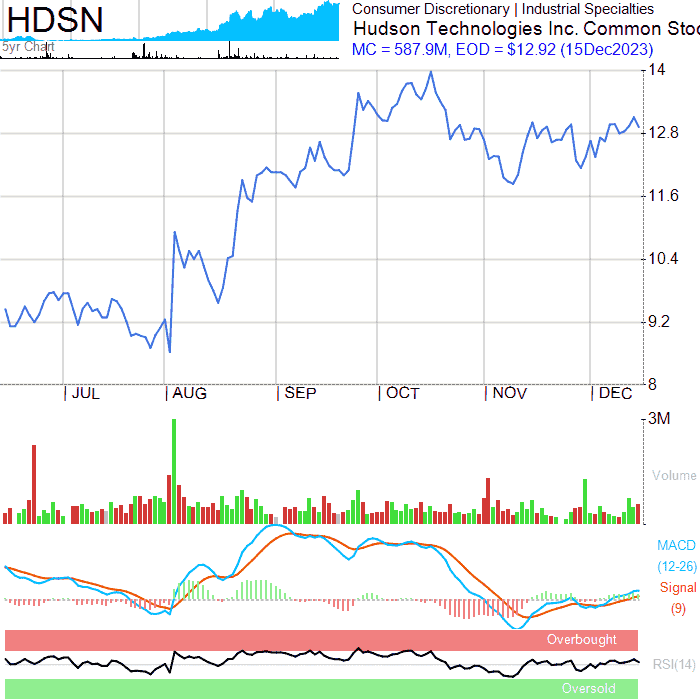 HDSN
5yr Chart
Consumer Discretionary | Industrial Specialties
Hudson Technologies Inc. Common Stoc
MC = 587.9M, EOD = $12.92 (15Dec2023)
14
12.8
11.6
10.4
9.2
8
JUL AUG SEP OCT NOV DEC
3M
Volume
MACD
(12-26)
Signal
(9)
Overbought
RSI(14)
Oversold